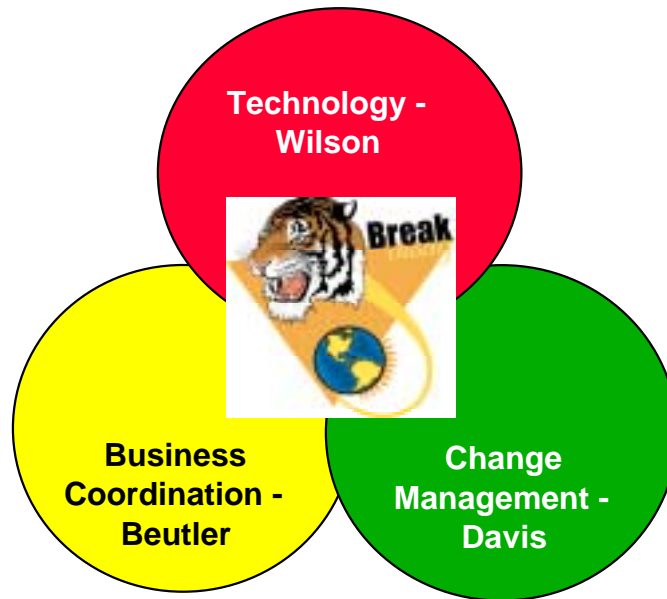 Technology -
Wilson
Break
Business
Coordination -
Beutler
Change
Management -
Davis